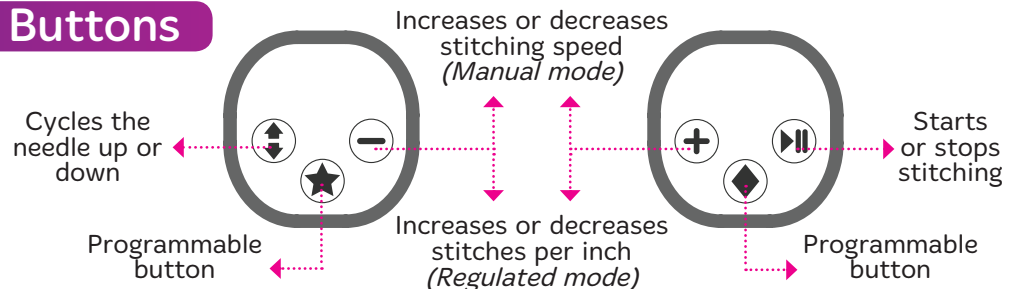 Buttons
Increases or decreases
stitching speed
(Manual mode)
Cycles the
needle up or
down
Starts
or stops
stitching
Programmable
button
Increases or decreases
stitches per inch
(Regulated mode)
Programmable
button